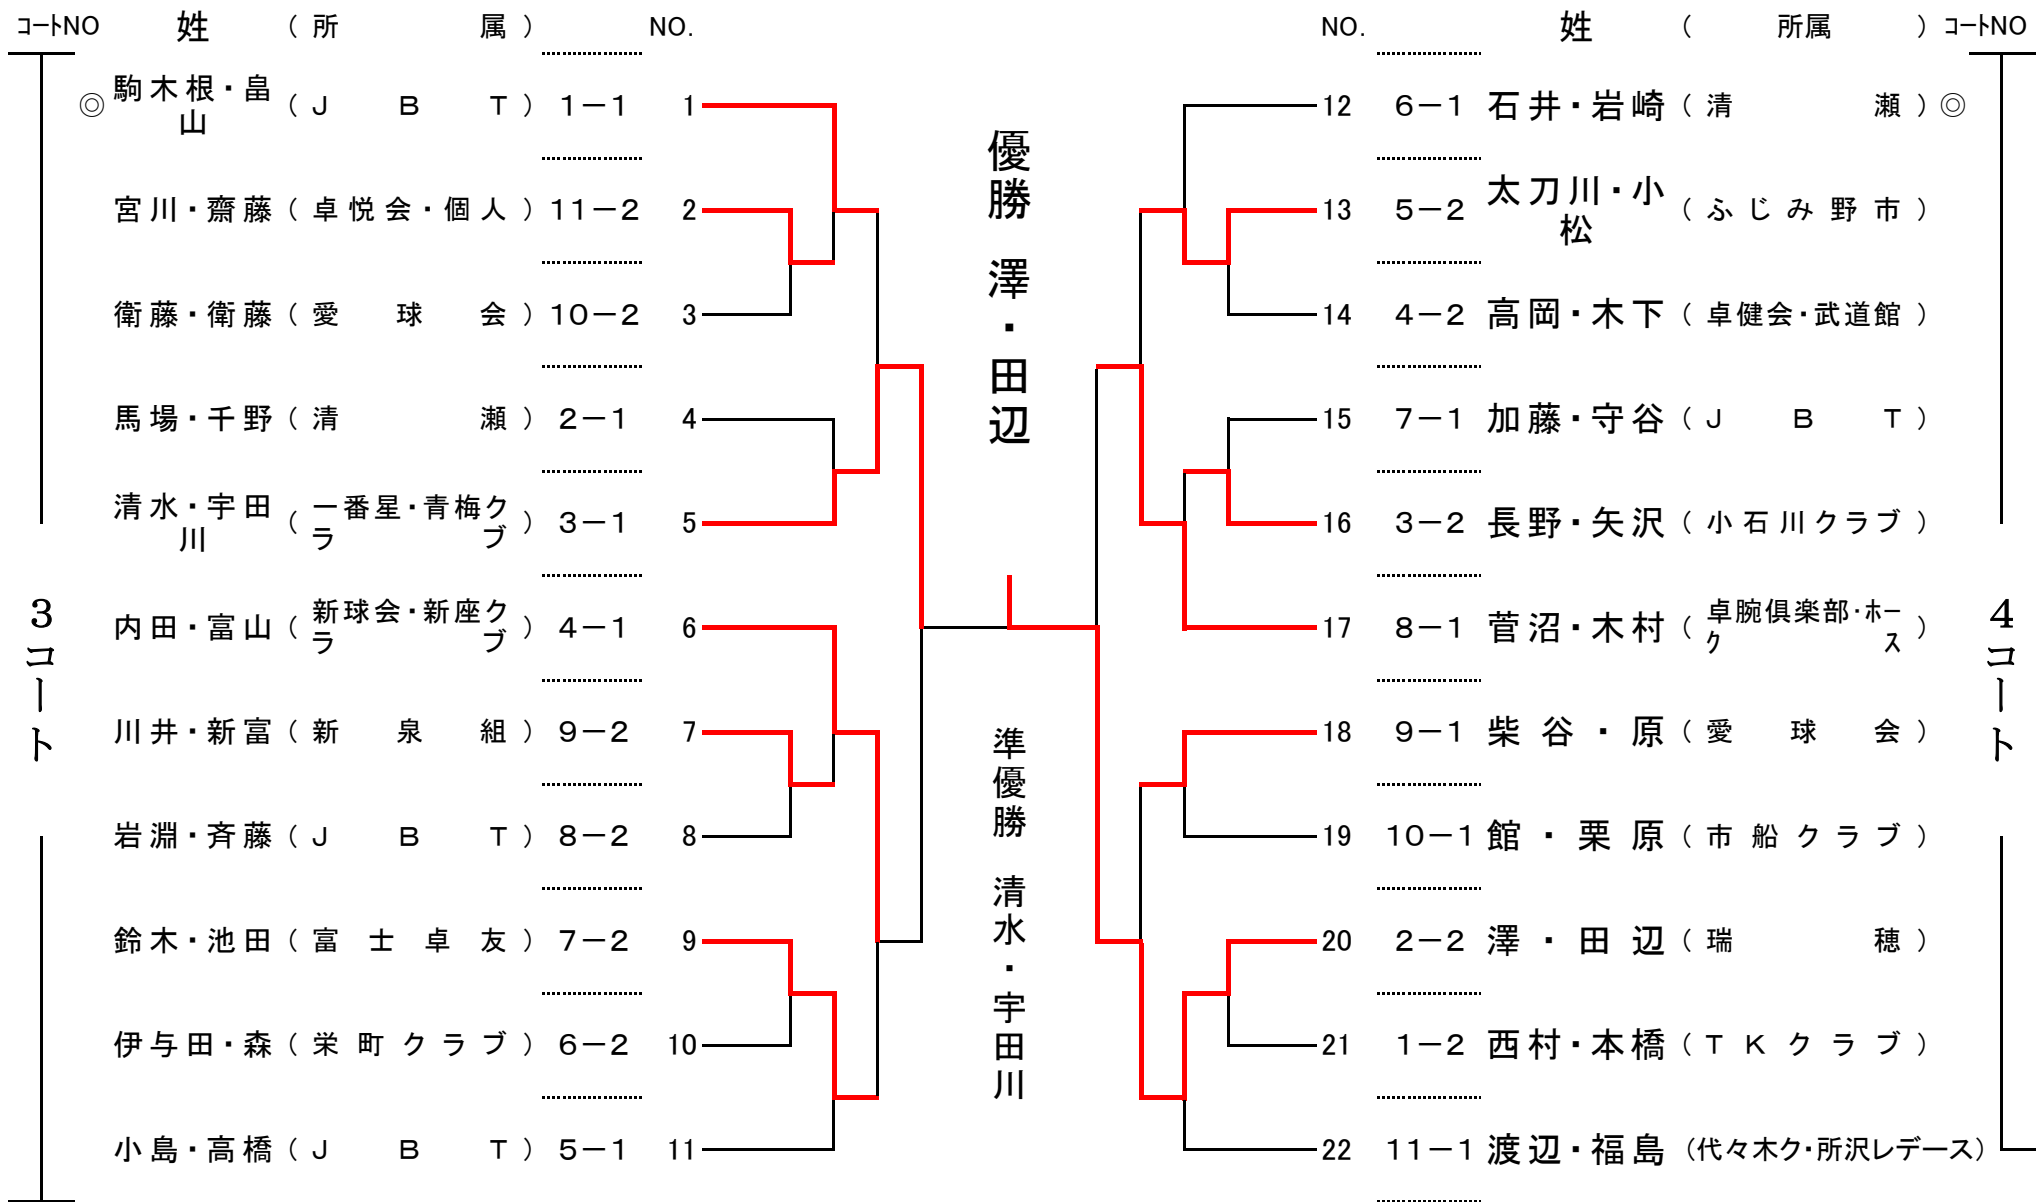 コートNO 姓 （所 属） NO.
◎ 駒木根・畠山 （J B T） 1－1 1
宮川・齋藤 （卓悦会・個人） 11－2 2
衛藤・衛藤 （愛球会） 10－2 3
馬場・千野 （清瀬） 2－1 4
清水・宇田川 （一番星・青梅クラブ） 3－1 5
内田・富山 （新球会・新座クラブ） 4－1 6
川井・新富 （新泉組） 9－2 7
岩淵・斉藤 （J B T） 8－2 8
鈴木・池田 （富士卓友） 7－2 9
伊与田・森 （栄町クラブ） 6－2 10
小島・高橋 （J B T） 5－1 11
3コート
優勝 澤・田辺
準優勝 清水・宇田川
NO. 姓 （ 所属 ） コートNO
12 6－1 石井・岩崎 （清瀬） ◎
13 5－2 太刀川・小松 （ふじみ野市）
14 4－2 高岡・木下 （卓健会・武道館）
15 7－1 加藤・守谷 （J B T）
16 3－2 長野・矢沢 （小石川クラブ）
17 8－1 菅沼・木村 （卓腕倶楽部・ホークス）
18 9－1 柴谷・原 （愛球会）
19 10－1 館・栗原 （市船クラブ）
20 2－2 澤・田辺 （瑞穂）
21 1－2 西村・本橋 （TKクラブ）
22 11－1 渡辺・福島 （代々木ク・所沢レデース）
4コート